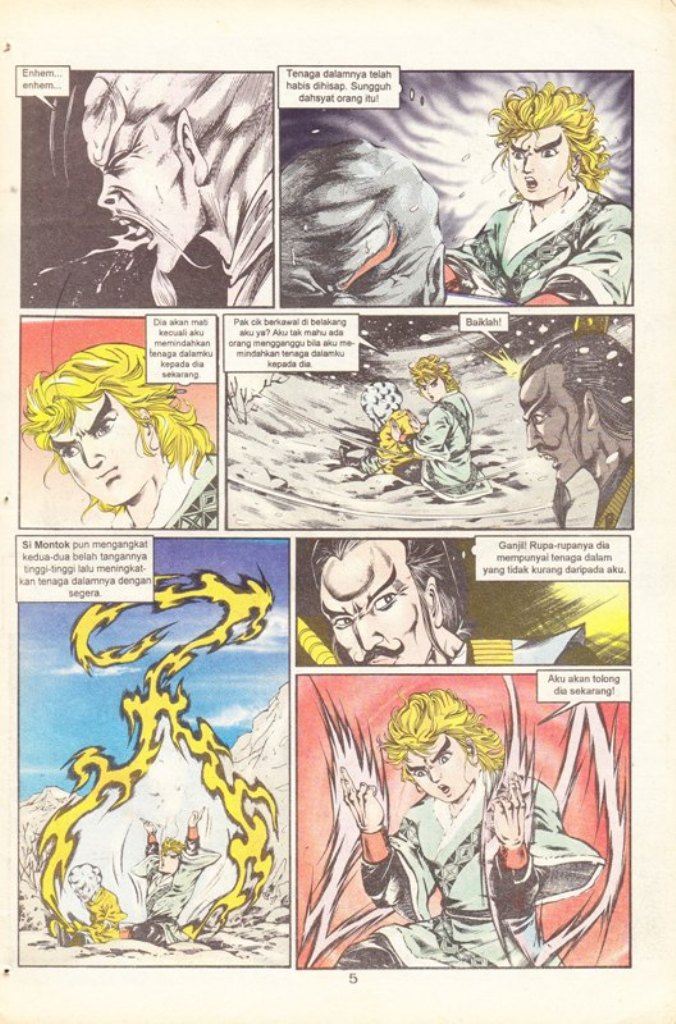 Enhem...
enhem...
Tenaga dalamnya telah
habis dihisap. Sungguh
dahsyat orang itu!
Dia akan mati
kecuali aku
memindahkan
tenaga dalamku
kepada dia
sekarang.
Pak cik berkawal di belakang
aku ya? Aku tak mahu ada
orang mengganggu bila aku me-
mindahkan tenaga dalamku
kepada dia.
Baiklah!
Si Montok pun mengangkat
kedua-dua belah tangannya
tinggi-tinggi lalu meningkat-
kan tenaga dalamnya dengan
segera.
Ganjil! Rupa-rupanya dia
mempunyai tenaga dalam
yang tidak kurang daripada aku.
Aku akan tolong
dia sekarang!
5